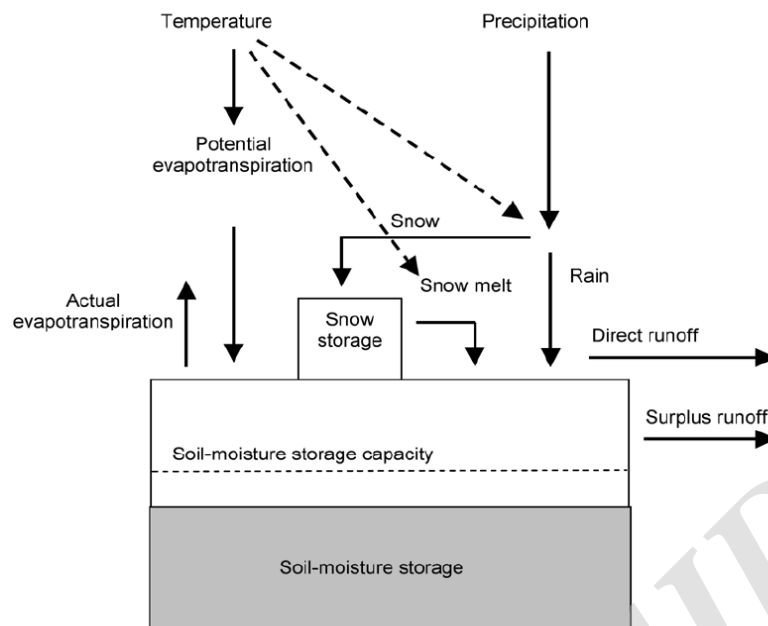 Temperature
Precipitation
Potential
evapotranspiration
Snow
Actual
evapotranspiration
Snow melt
Rain
Snow
storage
Direct runoff
Surplus runoff
Soil-moisture storage capacity
Soil-moisture storage